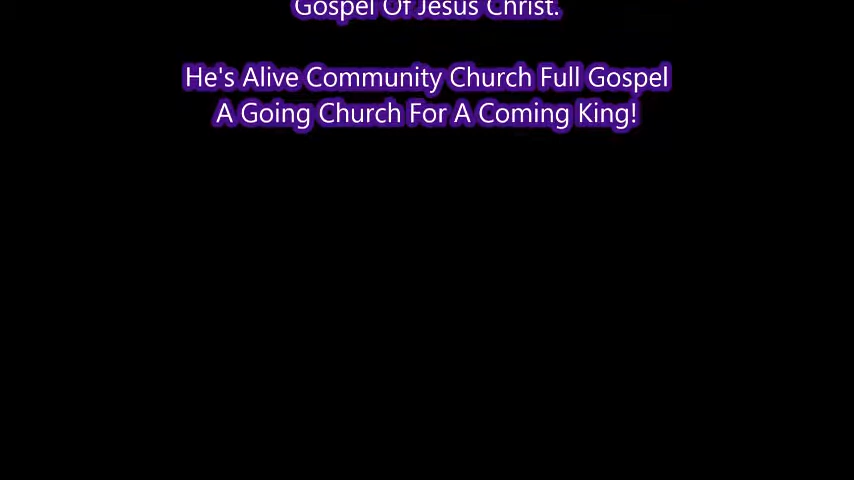 Gospel Of Jesus Christ.
He's Alive Community Church Full Gospel
A Going Church For A Coming King!